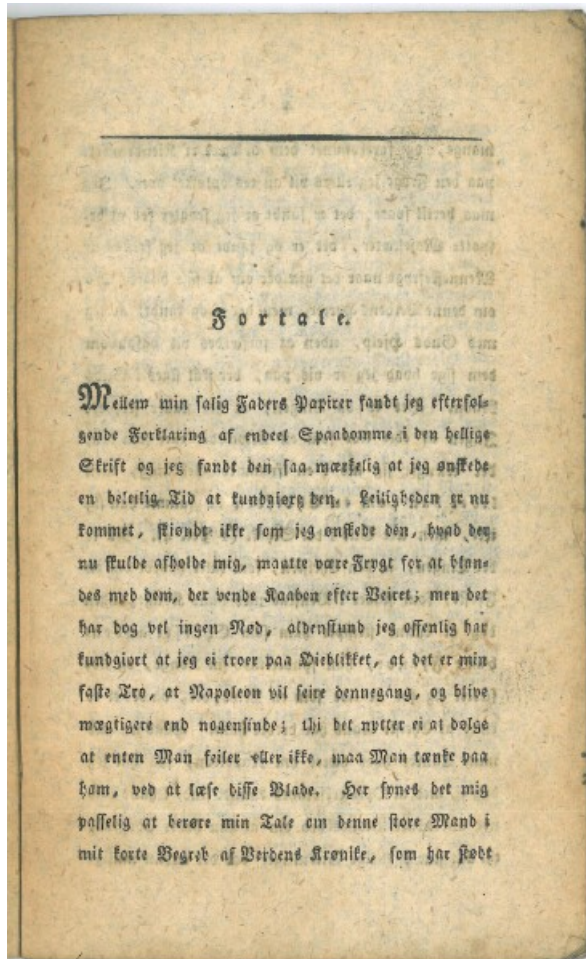 Fortale.
Mellem min salig Faders Papirer fandt jeg efterføl-
gende Forklaring af endeel Spaadomme i den hellige
Skrift og jeg fandt den saa mærkelig at jeg ønskede
en beleilig Tid at kundgiøre den. Leiligheden er nu
kommet, skiøndt ikke som jeg ønskede den, hvad der
nu skulde afholde mig, maatte være Frygt for at blan-
des med dem, der vende Kaaben efter Veiret; men det
har dog vel ingen Nød, aldenstund jeg offenlig har
kundgiort at jeg ei troer paa Øieblikket, at det er min
faste Tro, at Napoleon vil seire dennegang, og blive
mægtigere end nogensinde; thi det nytter ei at dølge
at enten Man feiler eller ikke, maa Man tænke paa
ham, ved at læse disse Blade. Her synes det mig
passelig at berøre min Tale om denne store Mand i
mit korte Begreb af Verdens Krønike, som har stødt